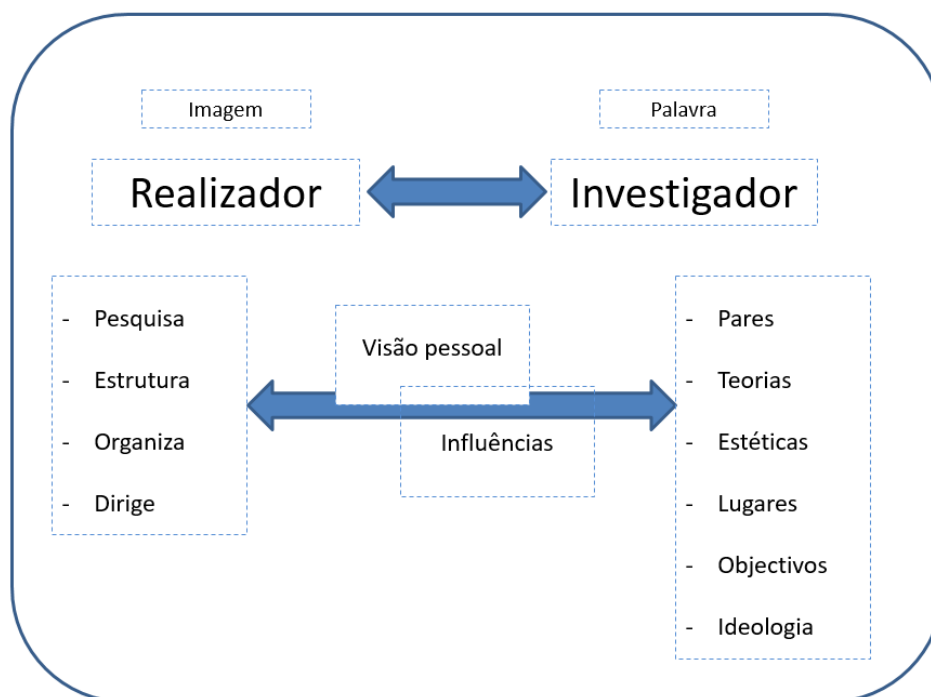 Imagem
Palavra
Realizador
Investigador
- Pesquisa
- Estrutura
- Organiza
- Dirige
Visão pessoal
Influências
- Pares
- Teorias
- Estéticas
- Lugares
- Objectivos
- Ideologia